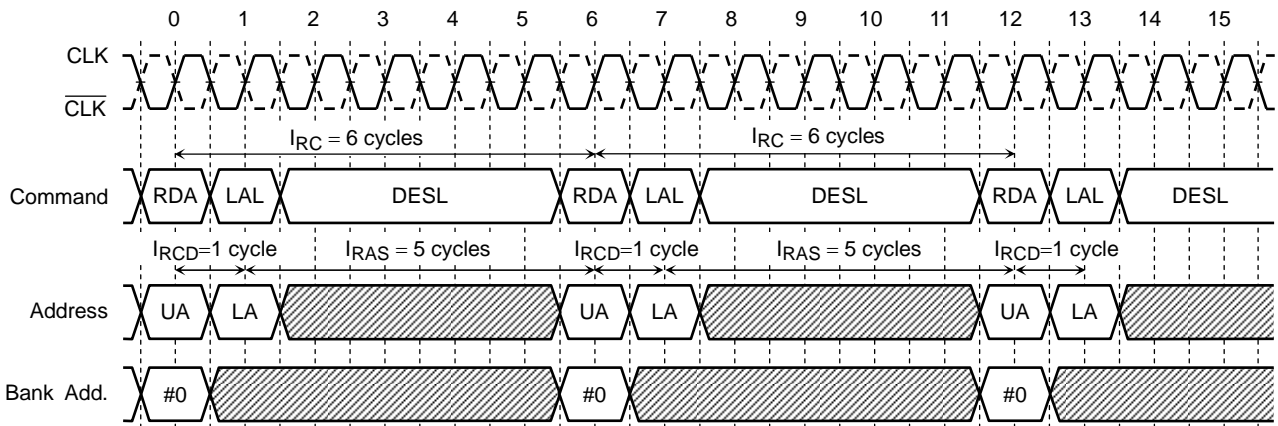 0 1 2 3 4 5 6 7 8 9 10 11 12 13 14 15
CLK
CLK
IRC = 6 cycles IRC = 6 cycles
Command RDA LAL DESL RDA LAL DESL RDA LAL DESL
IRCD=1 cycle IRAS = 5 cycles IRCD=1 cycle IRAS = 5 cycles IRCD=1 cycle
Address UA LA UA LA UA LA
Bank Add. #0 #0 #0